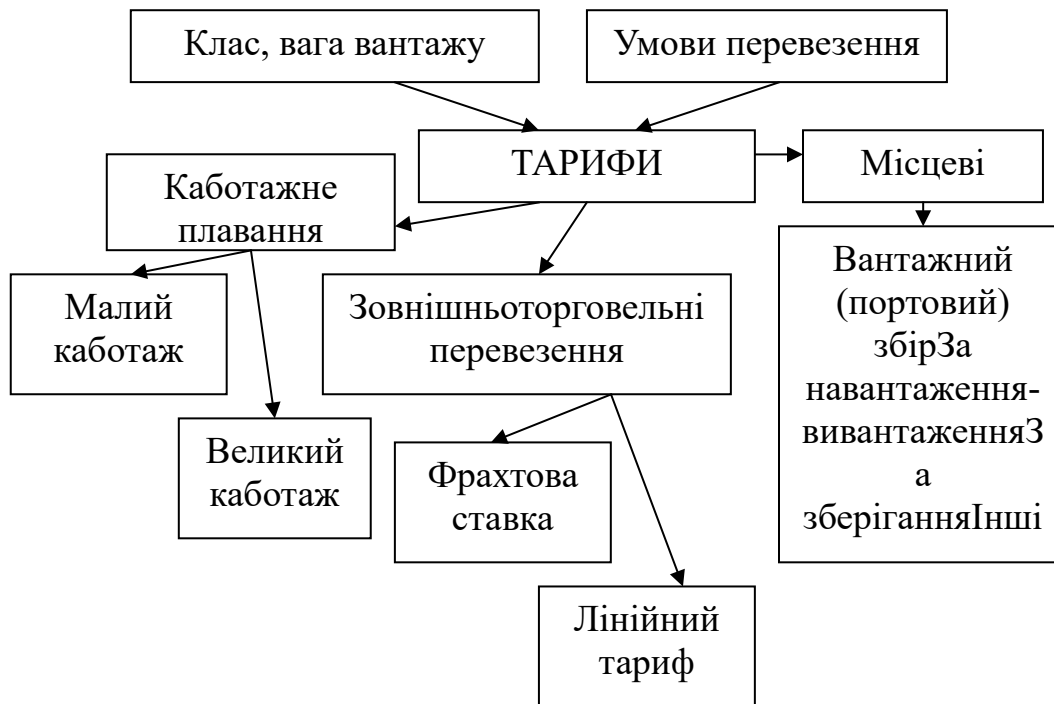 Клас, вага вантажу
Умови перевезення
ТАРИФИ
Місцеві
Каботажне
плавання
Малий
каботаж
Великий
каботаж
Зовнішньоторговельні
перевезення
Фрахтова
ставка
Лінійний
тариф
Вантажний
(портовий)
збірЗа
навантаження-
вивантаженняЗ
а
зберіганняІнші